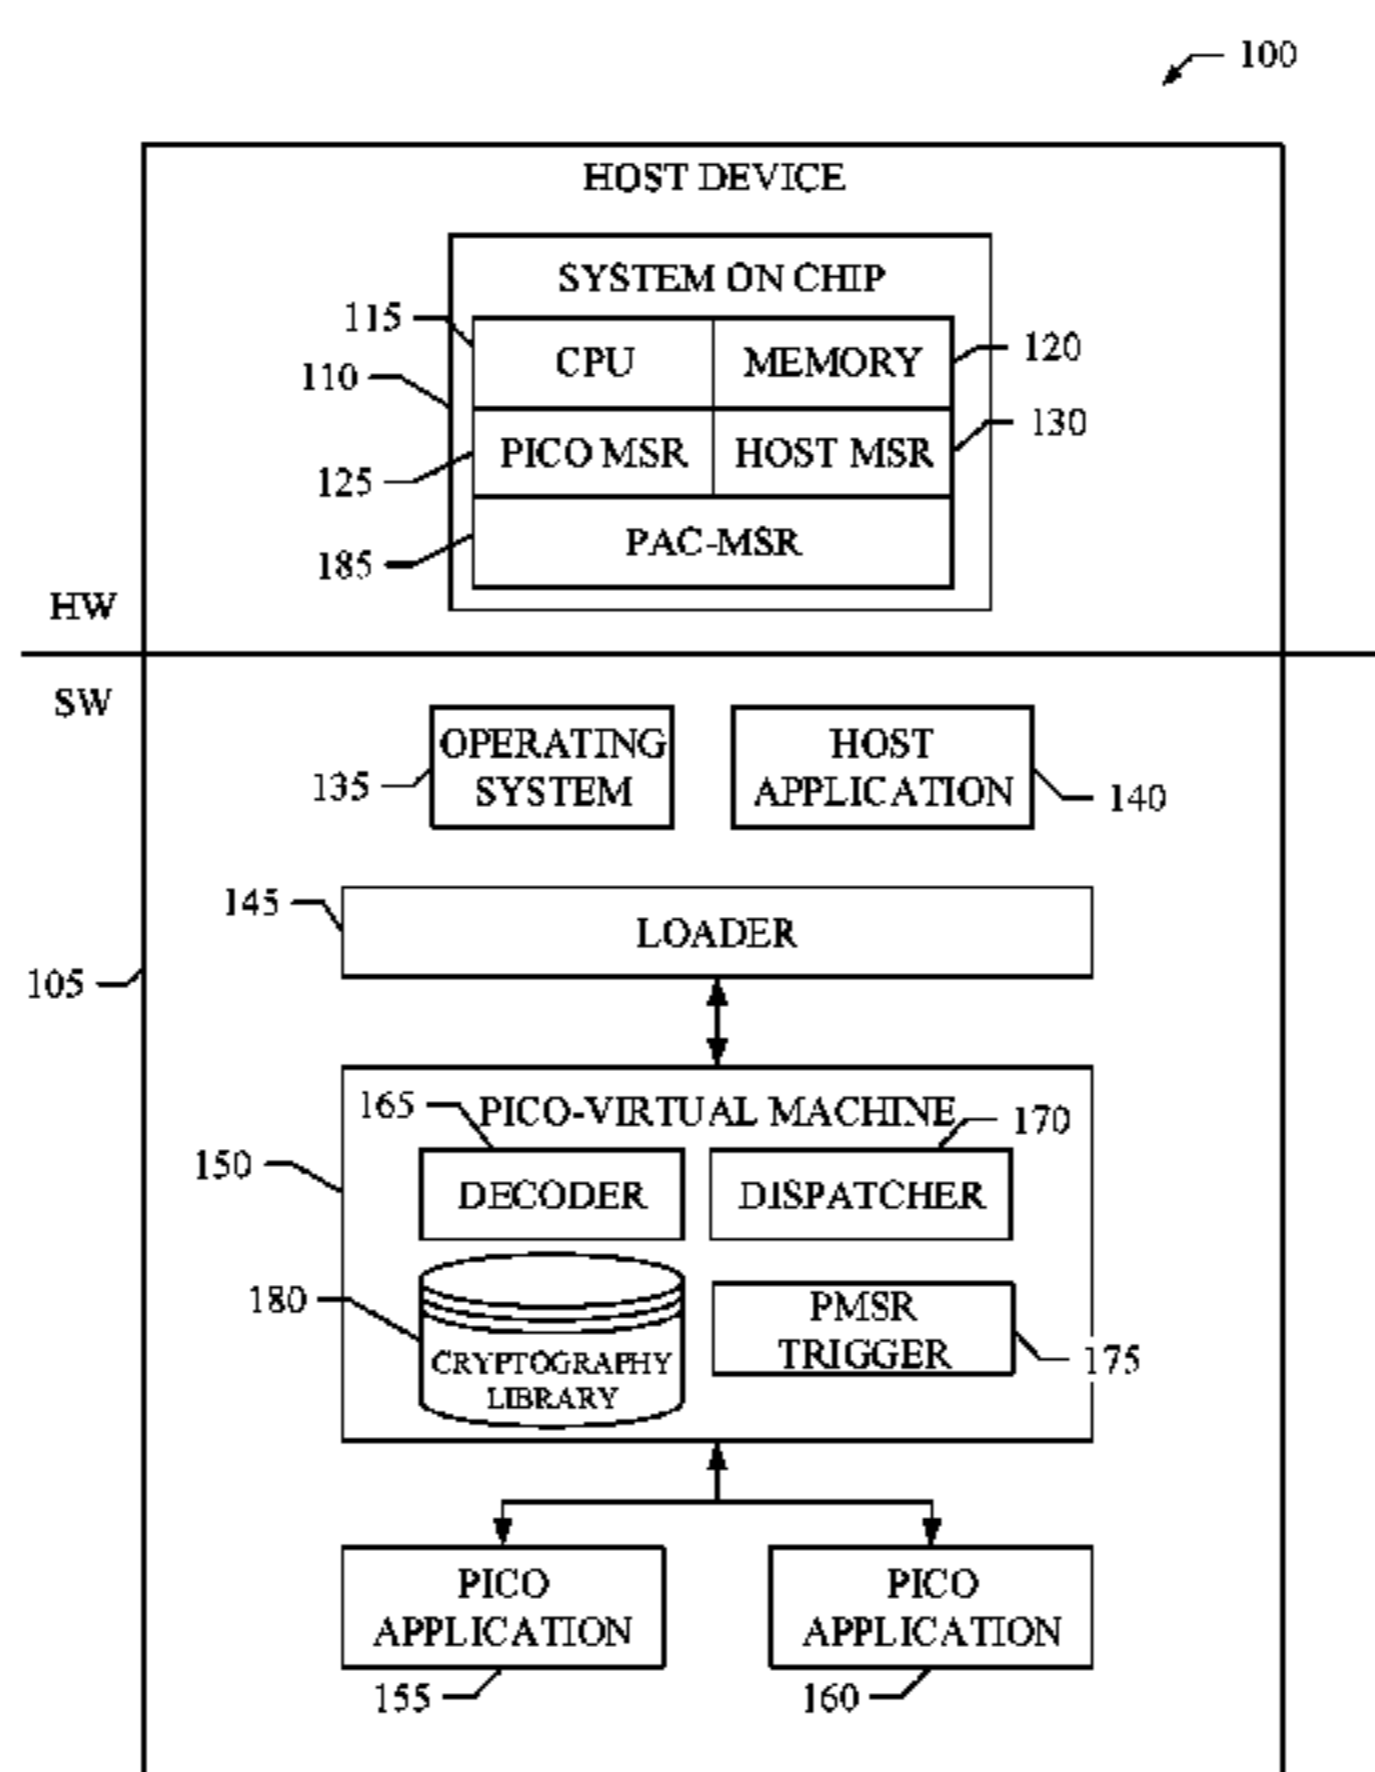 100
HOST DEVICE
SYSTEM ON CHIP
115
CPU
MEMORY
120
110
PICO MSR
HOST MSR
130
125
PAC-MSR
185
HW
SW
OPERATING
SYSTEM
135
HOST
APPLICATION
140
145
LOADER
105
PICO-VIRTUAL MACHINE
165
170
150
DECODER
DISPATCHER
180
CRYPTOGRAPHY
LIBRARY
PMSR
TRIGGER
175
PICO
APPLICATION
155
PICO
APPLICATION
160